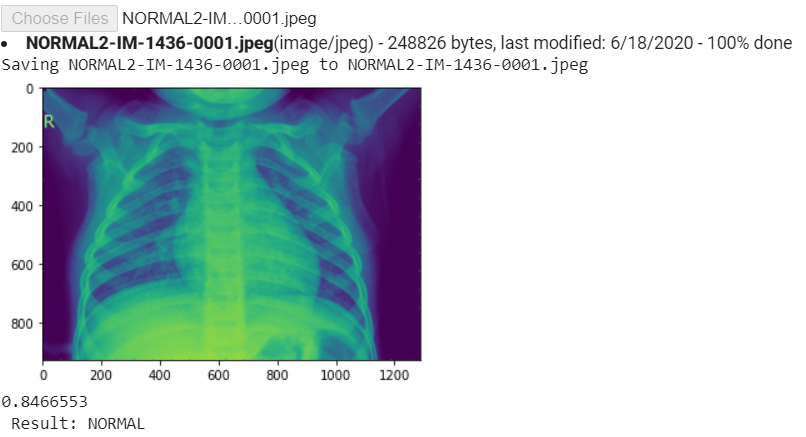 Choose Files NORMAL2-IM...0001.jpeg
• NORMAL2-IM-1436-0001.jpeg(image/jpeg) - 248826 bytes, last modified: 6/18/2020 - 100% done
Saving NORMAL2-IM-1436-0001.jpeg to NORMAL2-IM-1436-0001.jpeg
0
R
200
400
600
800
0 200 400 600 800 1000 1200
0.8466553
Result: NORMAL